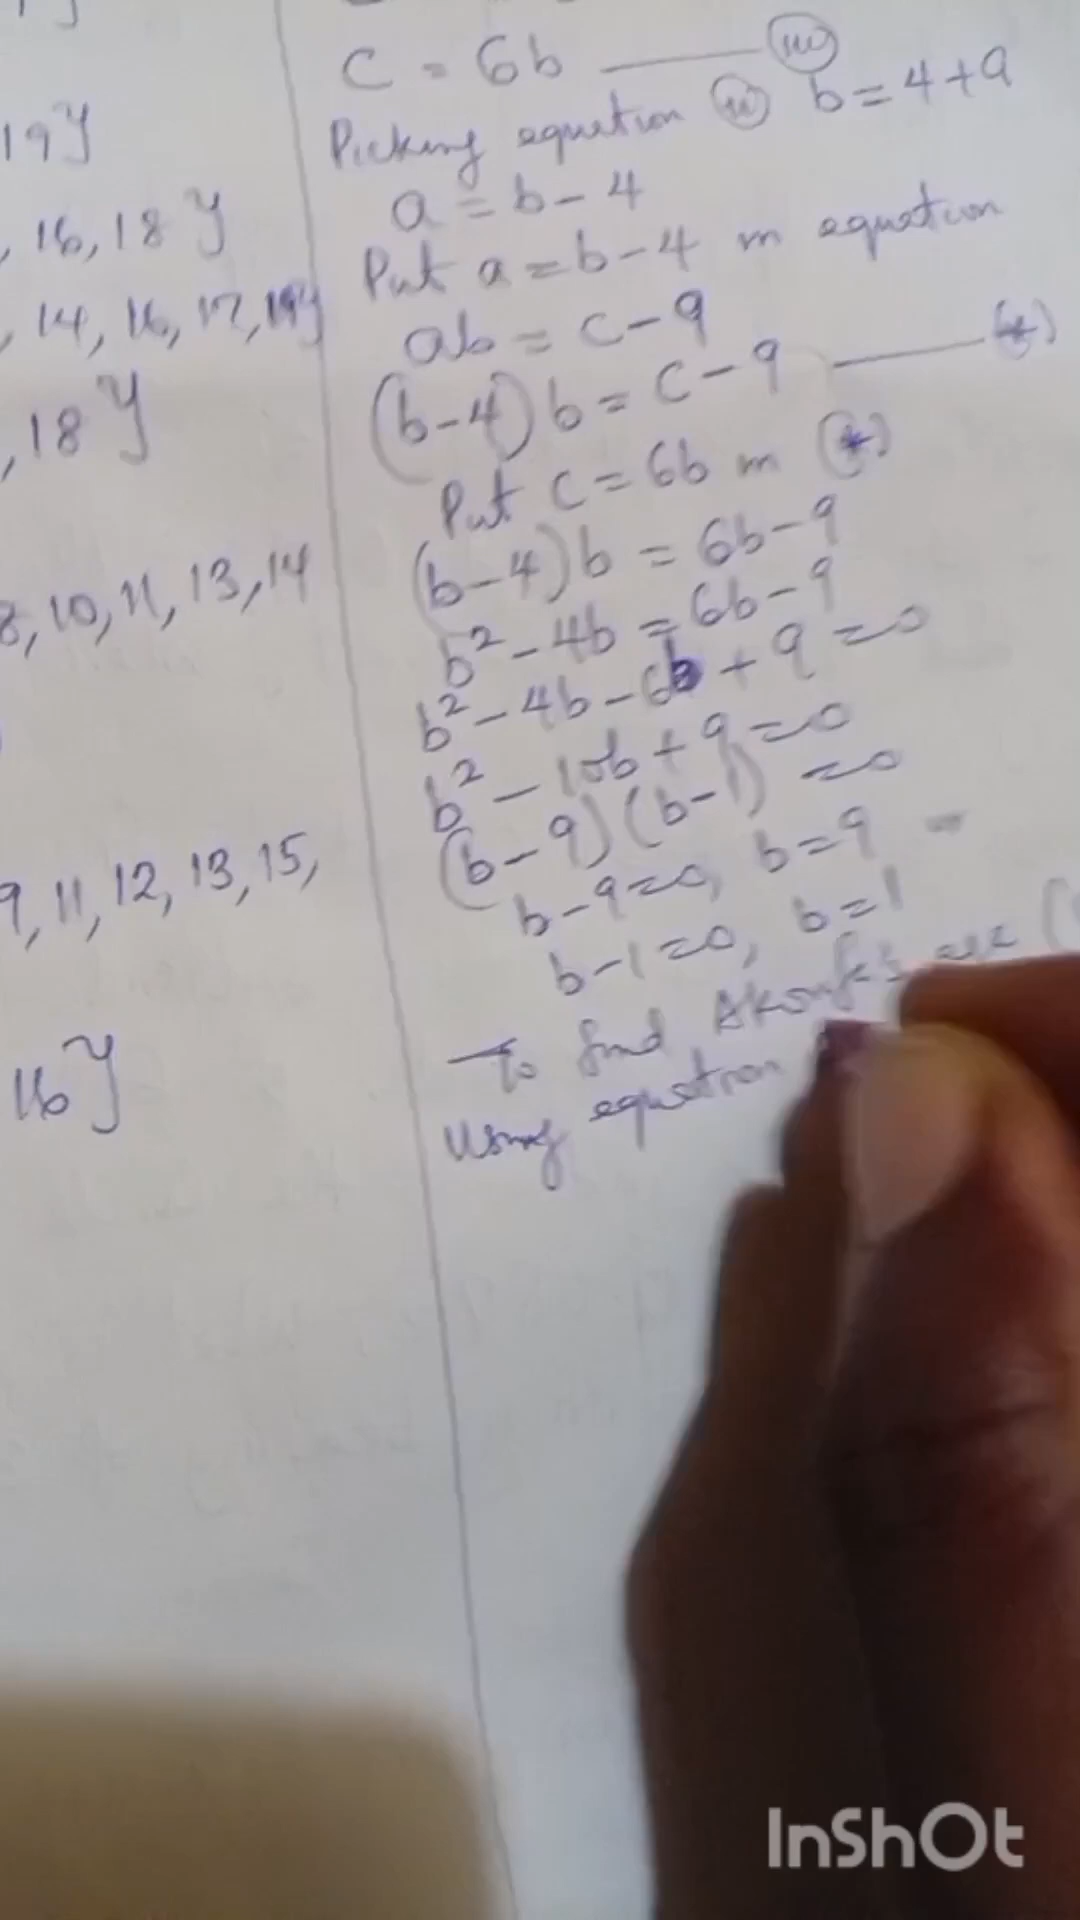 19}
, 16, 18}
, 14, 16, 17, 19}
, 18}
8, 10, 11, 13, 14
9, 11, 12, 13, 15,
16}
C = 6b (iii)
Picking equation (ii) b = 4 + a
a = b - 4
Put a = b - 4 in equation
ab = c - 9
(b - 4) b = c - 9 (*)
Put c = 6b in (*)
(b - 4) b = 6b - 9
b² - 4b = 6b - 9
b² - 4b - 6b + 9 = 0
b² - 10b + 9 = 0
(b - 9)(b - 1) = 0
b - 9 = 0, b = 9
b - 1 = 0, b = 1
To find
Using equation
InShOt